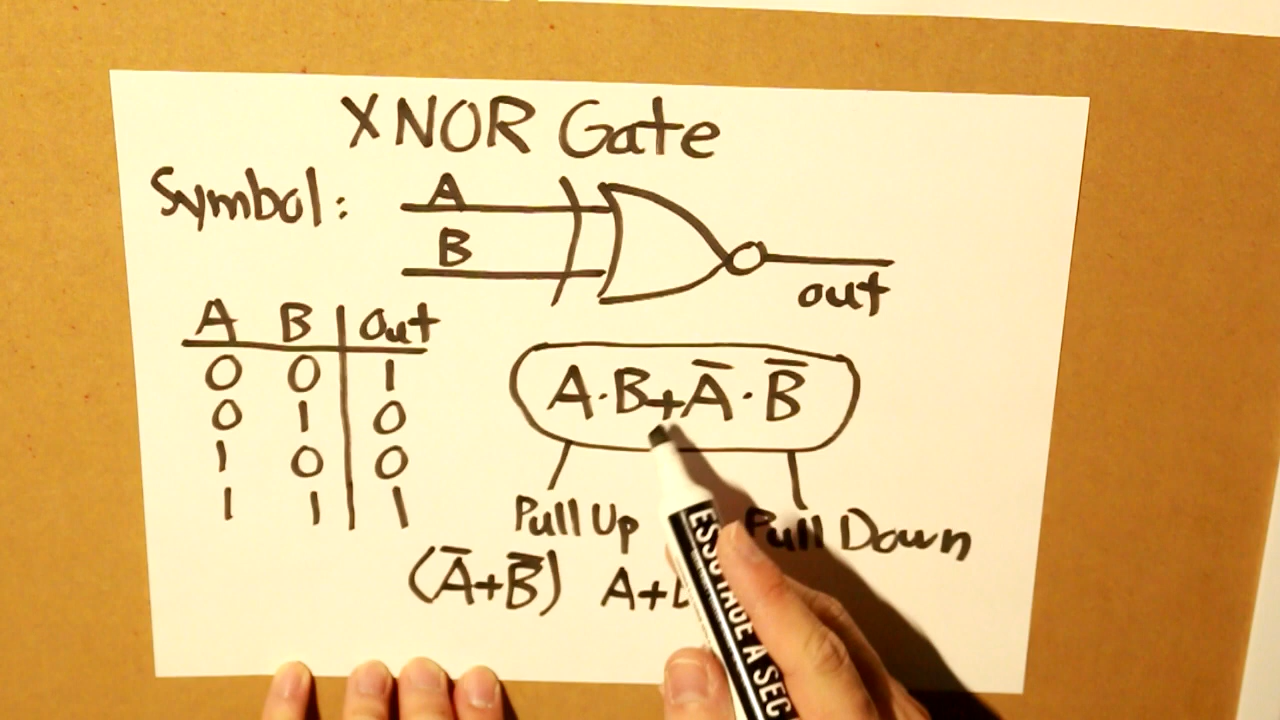 XNOR Gate
Symbol:
A
B
out
A B Out
0 0 1
0 1 0
1 0 0
1 1 1
A·B+A̅·B̅
Pull Up
Pull Down
(A̅+B̅) A+
A SEC